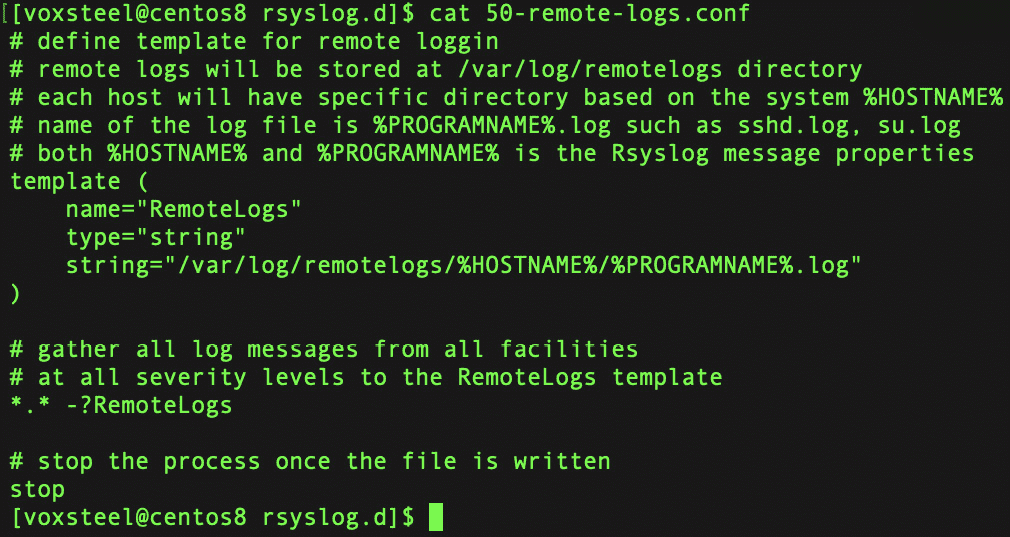 [[voxsteel@centos8 rsyslog.d]$ cat 50-remote-logs.conf
# define template for remote loggin
# remote logs will be stored at /var/log/remotelogs directory
# each host will have specific directory based on the system %HOSTNAME%
# name of the log file is %PROGRAMNAME%.log such as sshd.log, su.log
# both %HOSTNAME% and %PROGRAMNAME% is the Rsyslog message properties
template (
    name="RemoteLogs"
    type="string"
    string="/var/log/remotelogs/%HOSTNAME%/%PROGRAMNAME%.log"
)

# gather all log messages from all facilities
# at all severity levels to the RemoteLogs template
*.* -?RemoteLogs

# stop the process once the file is written
stop
[voxsteel@centos8 rsyslog.d]$